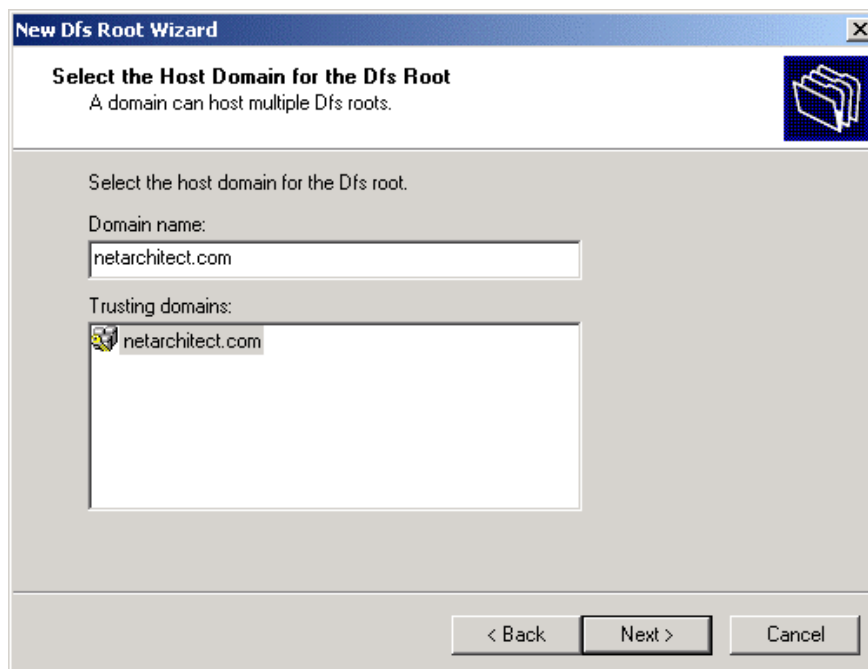 New Dfs Root Wizard
Select the Host Domain for the Dfs Root
A domain can host multiple Dfs roots.
Select the host domain for the Dfs root.
Domain name:
netarchitect.com
Trusting domains:
netarchitect.com
< Back Next > Cancel